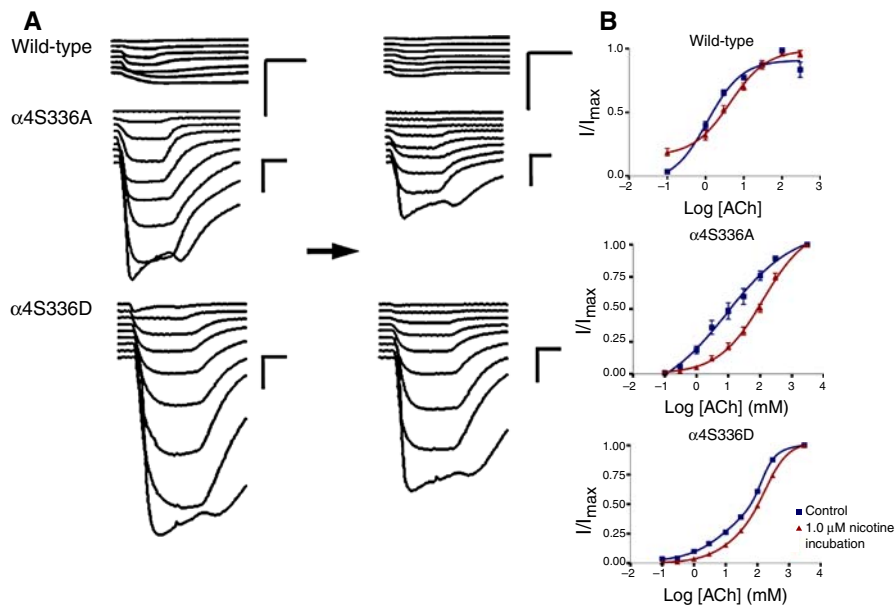 A
Wild-type
α4S336A
α4S336D
B
Wild-type
I/Imax
1.0
0.5
0.0
−2
−1
0
1
2
3
Log [ACh]
α4S336A
I/Imax
1.00
0.75
0.50
0.25
0.00
−2
−1
0
1
2
3
4
Log [ACh] (mM)
α4S336D
I/Imax
1.00
0.75
0.50
0.25
0.00
−2
−1
0
1
2
3
4
Log [ACh] (mM)
Control
1.0 μM nicotine
incubation